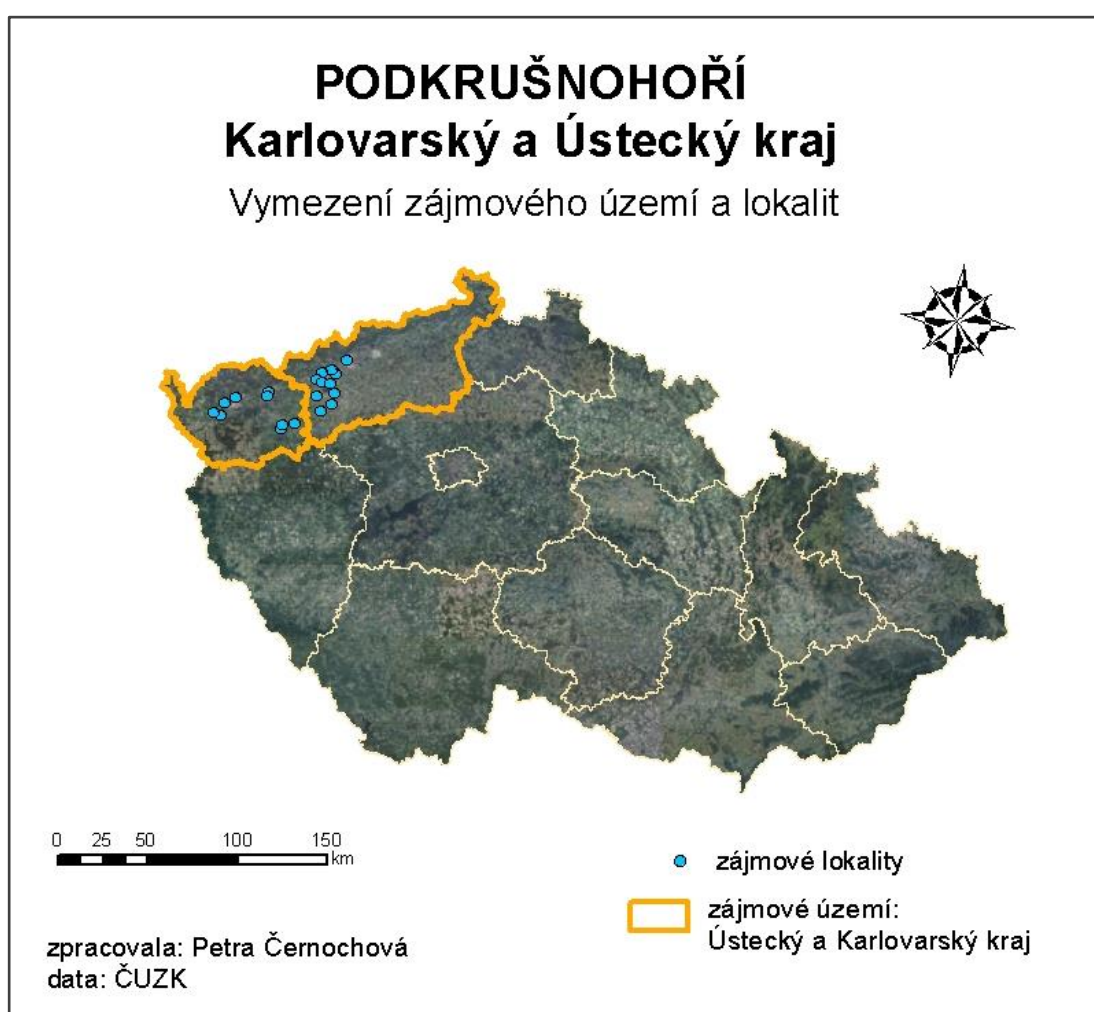 PODKRUŠNOHOŘÍ
Karlovarský a Ústecký kraj
Vymezení zájmového území a lokalit
0 25 50 100 150
km
zájmové lokality
zájmové území:
Ústecký a Karlovarský kraj
zpracovala: Petra Černochová
data: ČUZK